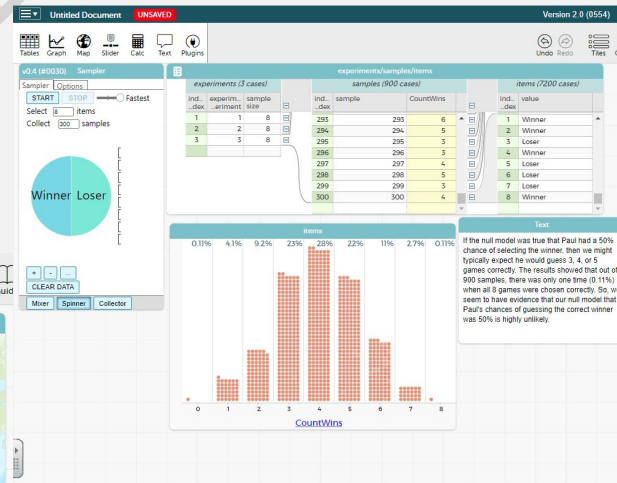 Untitled Document UNSAVED Version 2.0 (0554)
Tables Graph Map Slider Calc Text Plugins Undo Redo Tiles
v0.4 (#0030) Sampler
Sampler Options
START STOP Fastest
Select 8 items
Collect 300 samples
Winner Loser
+ - ...
CLEAR DATA
Mixer Spinner Collector
experiments/samples/items
experiments (3 cases) samples (900 cases) items (7200 cases)
ind... experim... sample
...dex ...eriment size
1 1 8
2 2 8
3 3 8
ind... sample CountWins
...dex
293 293 6
294 294 5
295 295 3
296 296 3
297 297 4
298 298 5
299 299 3
300 300 4
ind... value
...dex
1 Winner
2 Winner
3 Loser
4 Winner
5 Loser
6 Loser
7 Loser
8 Winner
items
0.11% 4.1% 9.2% 23% 28% 22% 11% 2.7% 0.11%
0 1 2 3 4 5 6 7 8
CountWins
Text
If the null model was true that Paul had a 50%
chance of selecting the winner, then we might
typically expect he would guess 3, 4, or 5
games correctly. The results showed that out of
900 samples, there was only one time (0.11%)
when all 8 games were chosen correctly. So, we
seem to have evidence that our null model that
Paul's chances of guessing the correct winner
was 50% is highly unlikely.